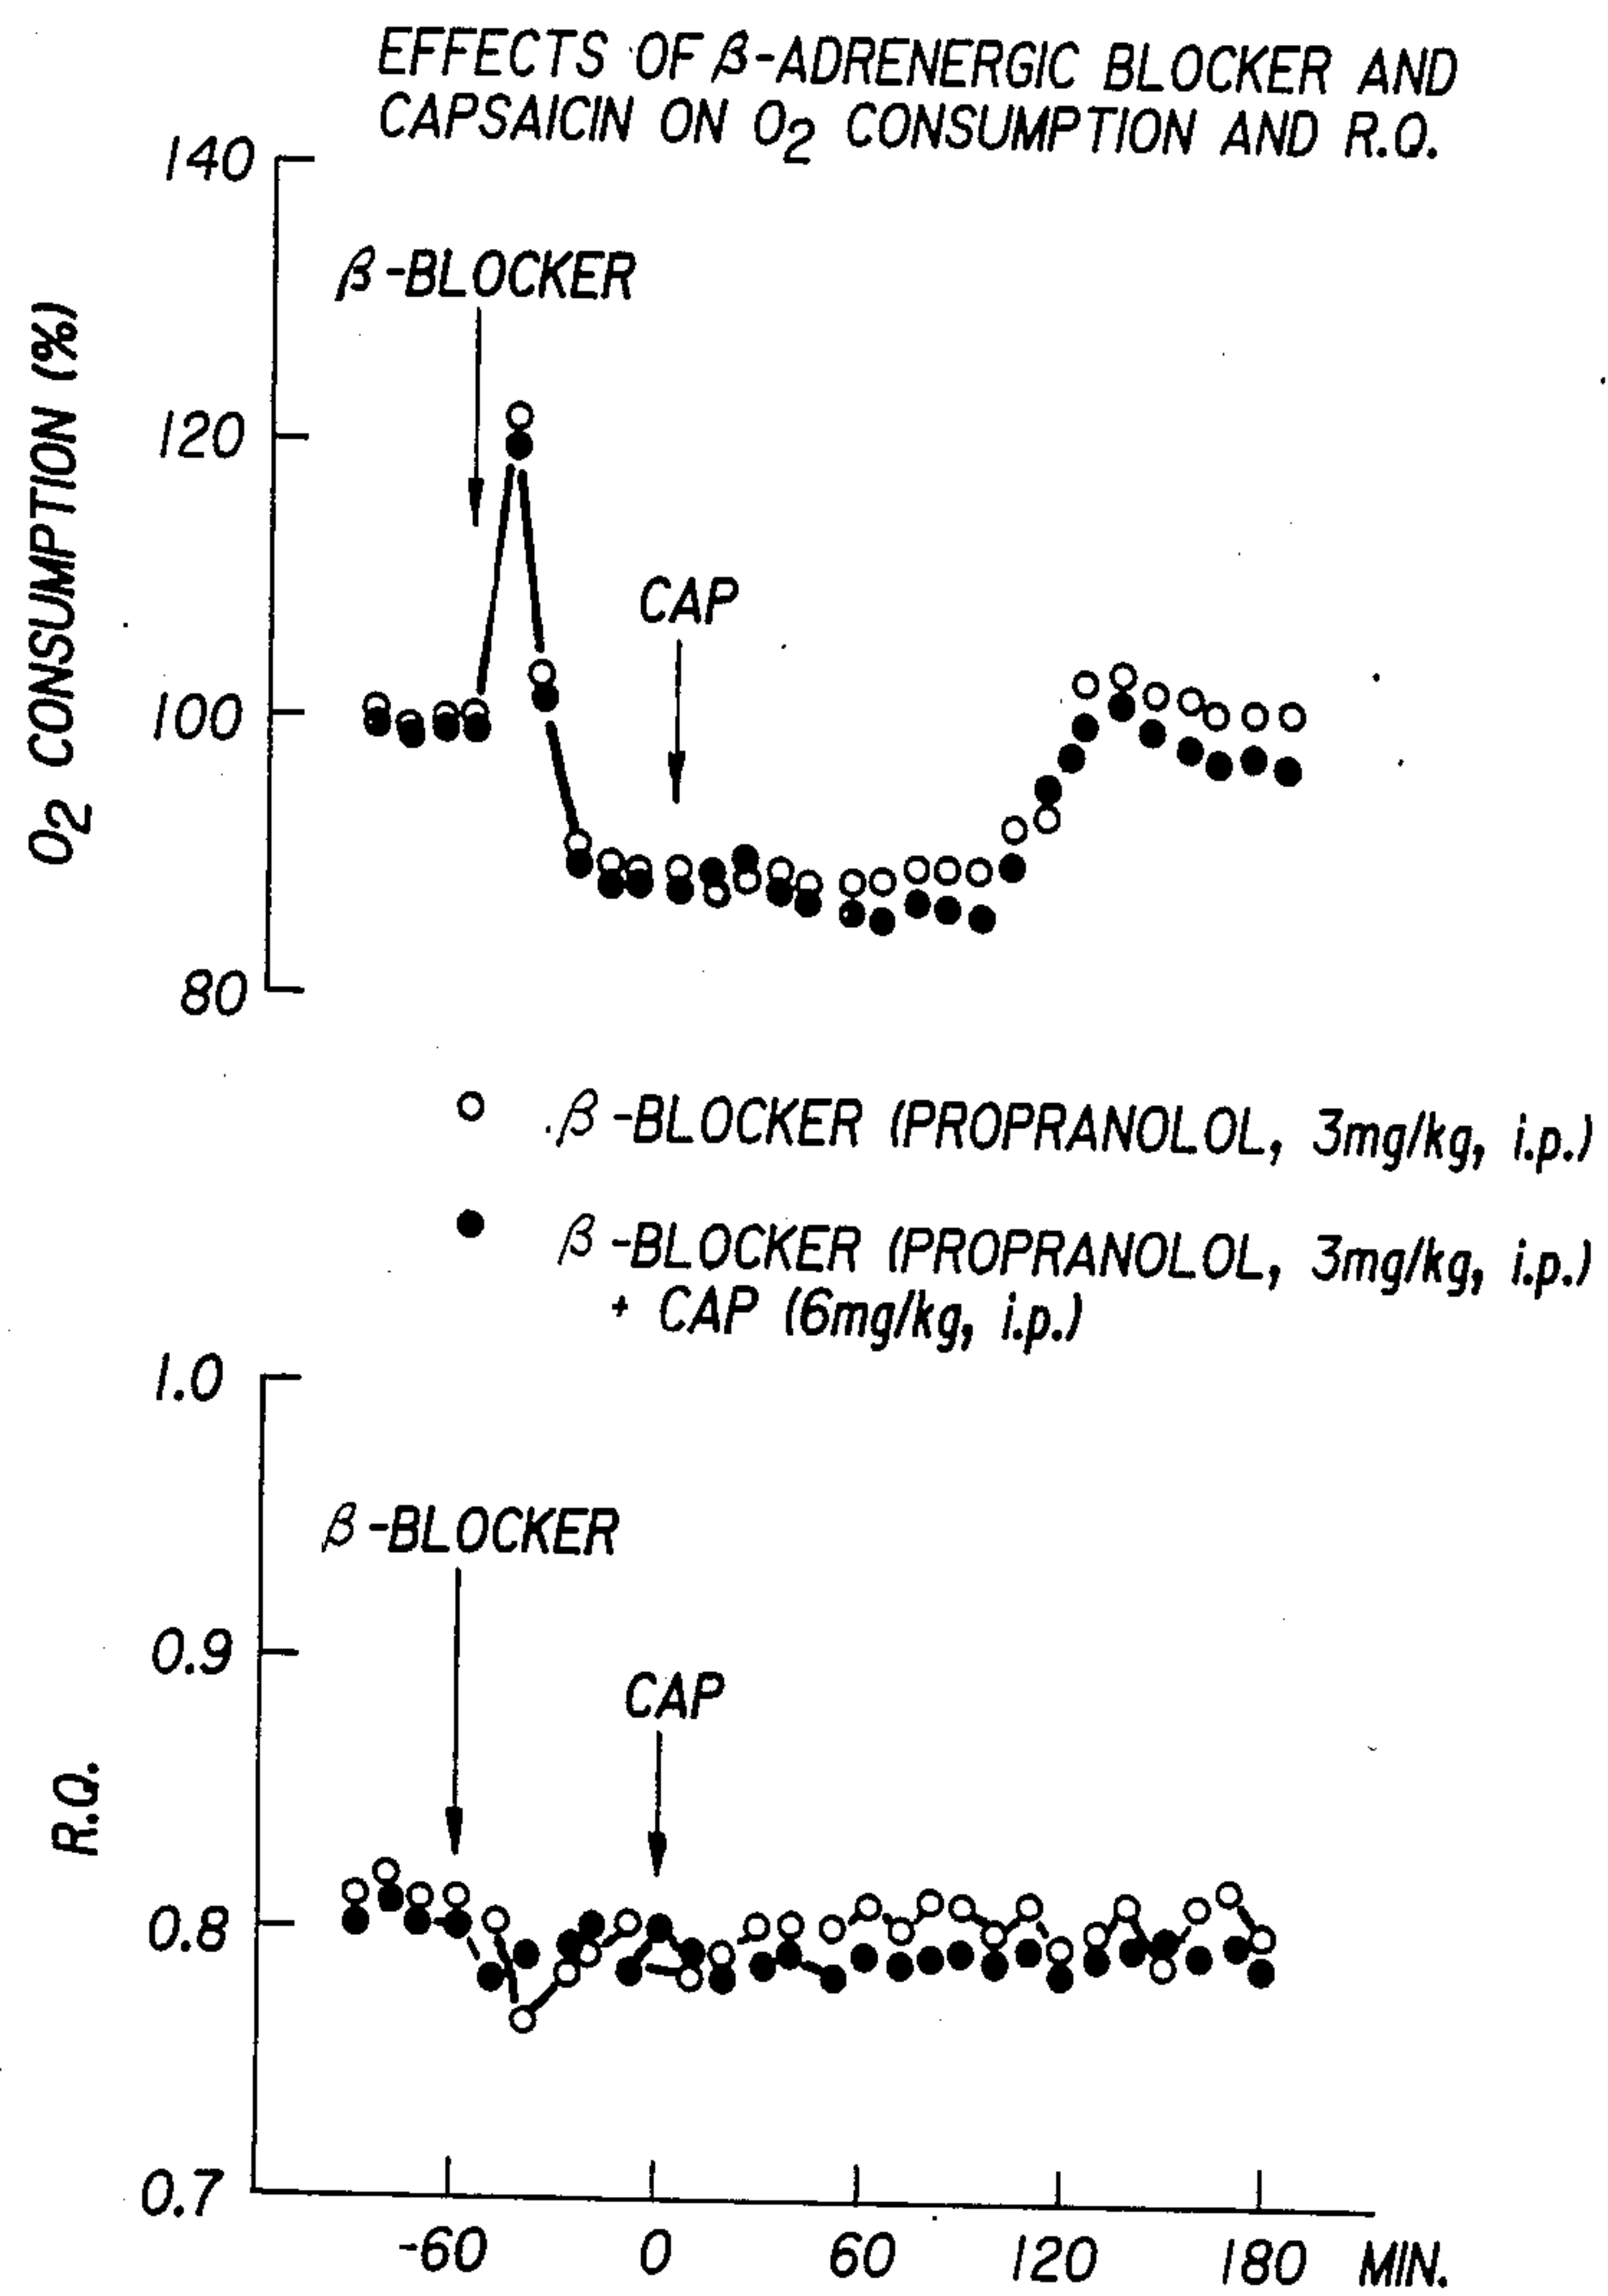 EFFECTS OF β-ADRENERGIC BLOCKER AND
CAPSAICIN ON O2 CONSUMPTION AND R.Q.
140
120
100
80
O2 CONSUMPTION (%)
β-BLOCKER
CAP
β-BLOCKER (PROPRANOLOL, 3mg/kg, i.p.)
β-BLOCKER (PROPRANOLOL, 3mg/kg, i.p.)
+ CAP (6mg/kg, i.p.)
1.0
0.9
0.8
0.7
R.Q.
β-BLOCKER
CAP
-60 0 60 120 180 MIN.